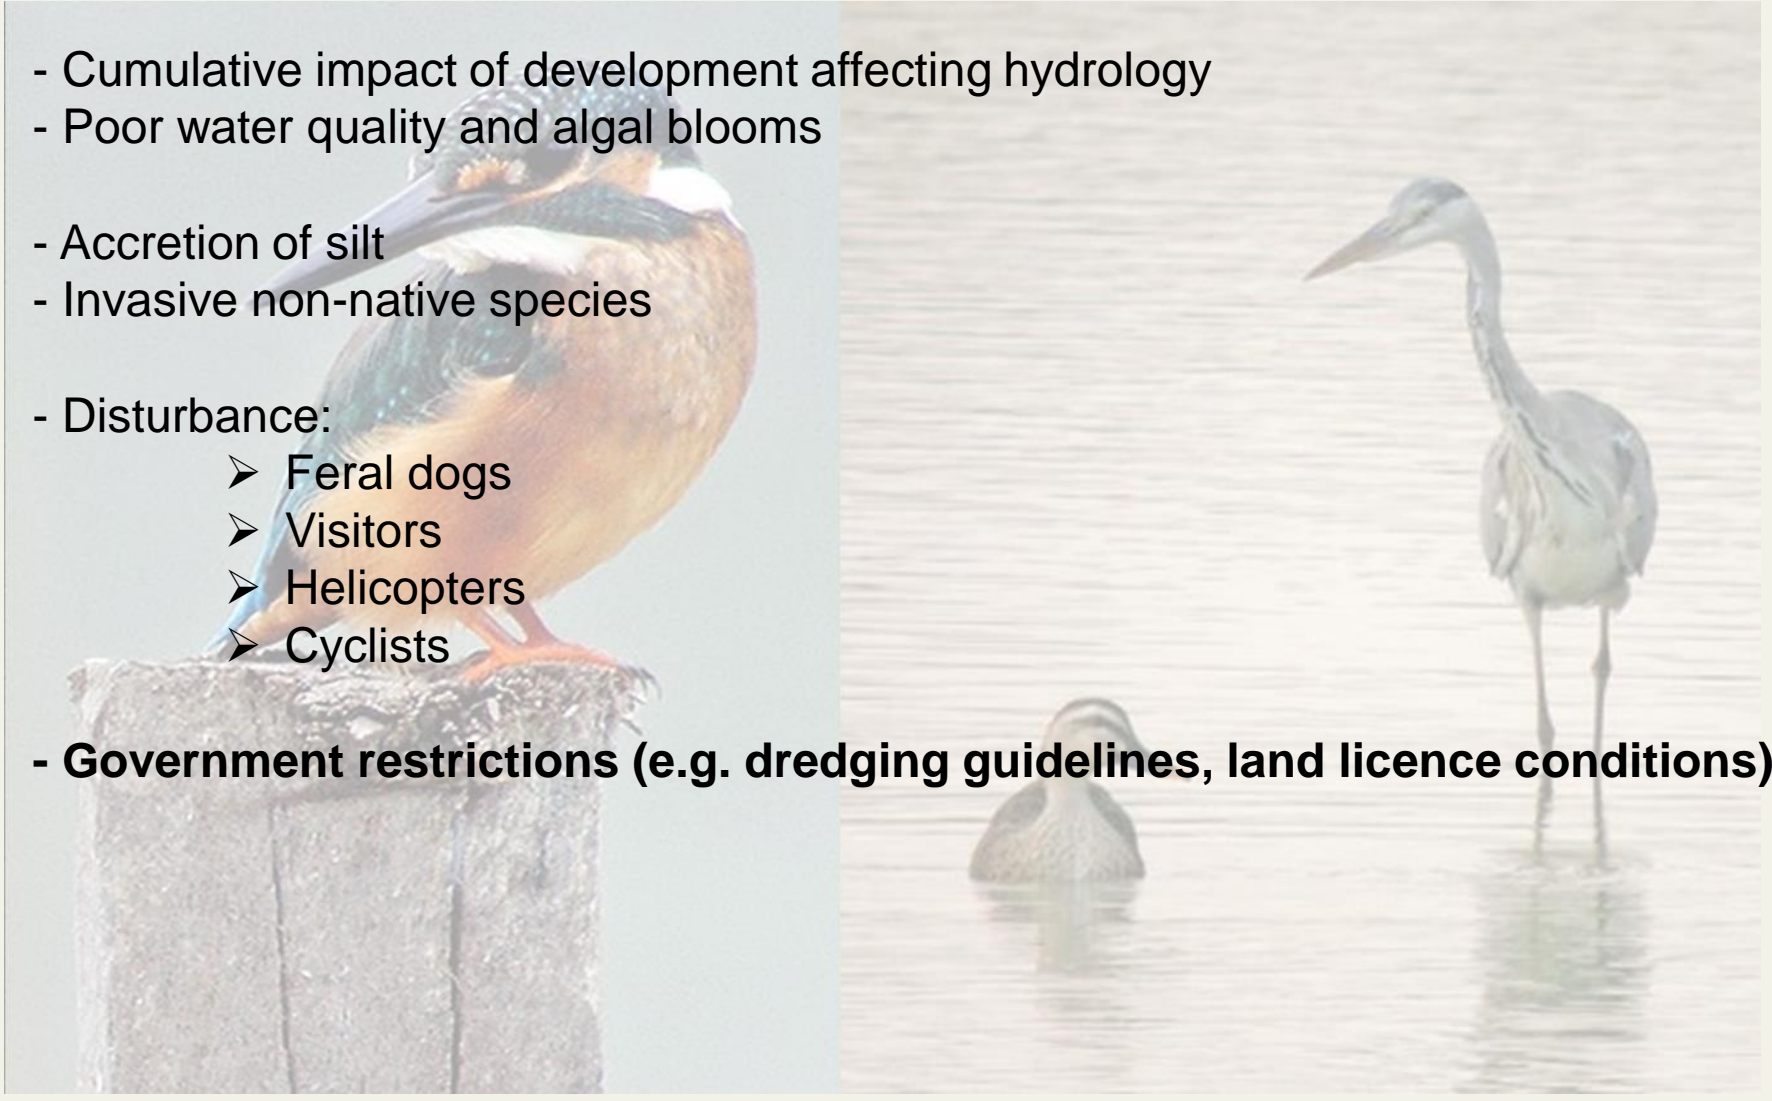 - Cumulative impact of development affecting hydrology
- Poor water quality and algal blooms
- Accretion of silt
- Invasive non-native species
- Disturbance:
➢ Feral dogs
➢ Visitors
➢ Helicopters
➢ Cyclists
- Government restrictions (e.g. dredging guidelines, land licence conditions)